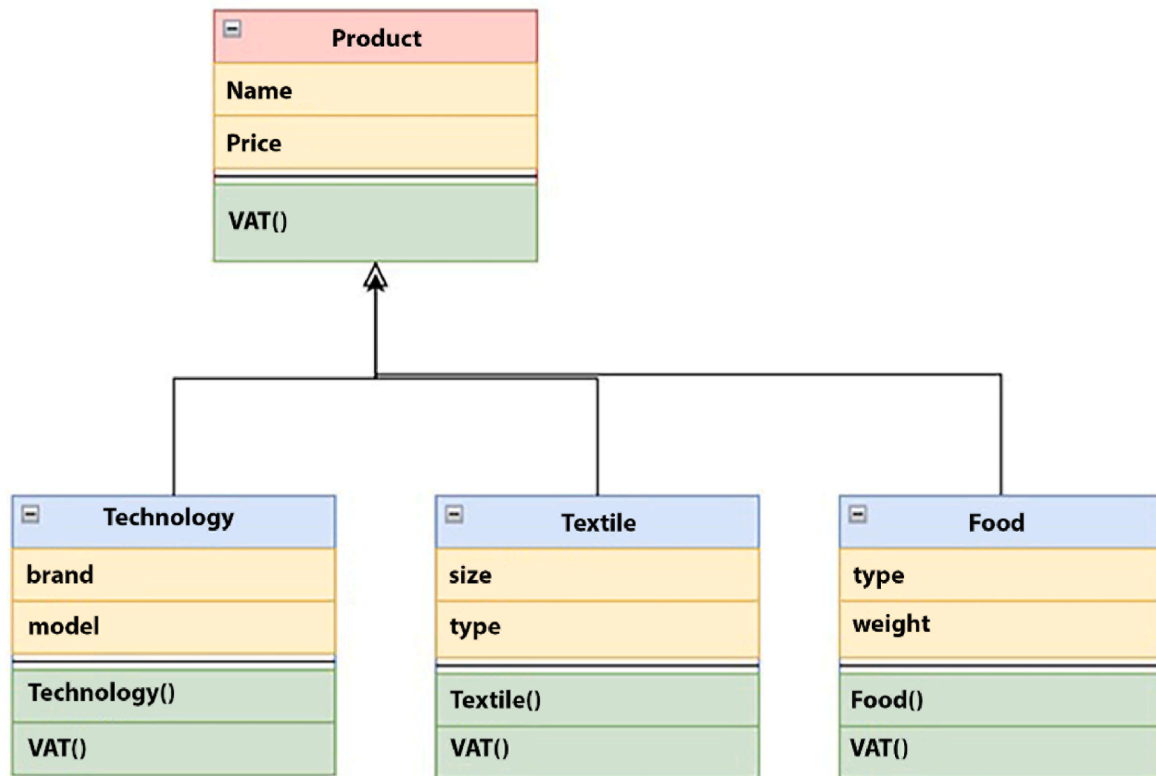 Product
Name
Price
VAT()
Technology
brand
model
Technology()
VAT()
Textile
size
type
Textile()
VAT()
Food
type
weight
Food()
VAT()